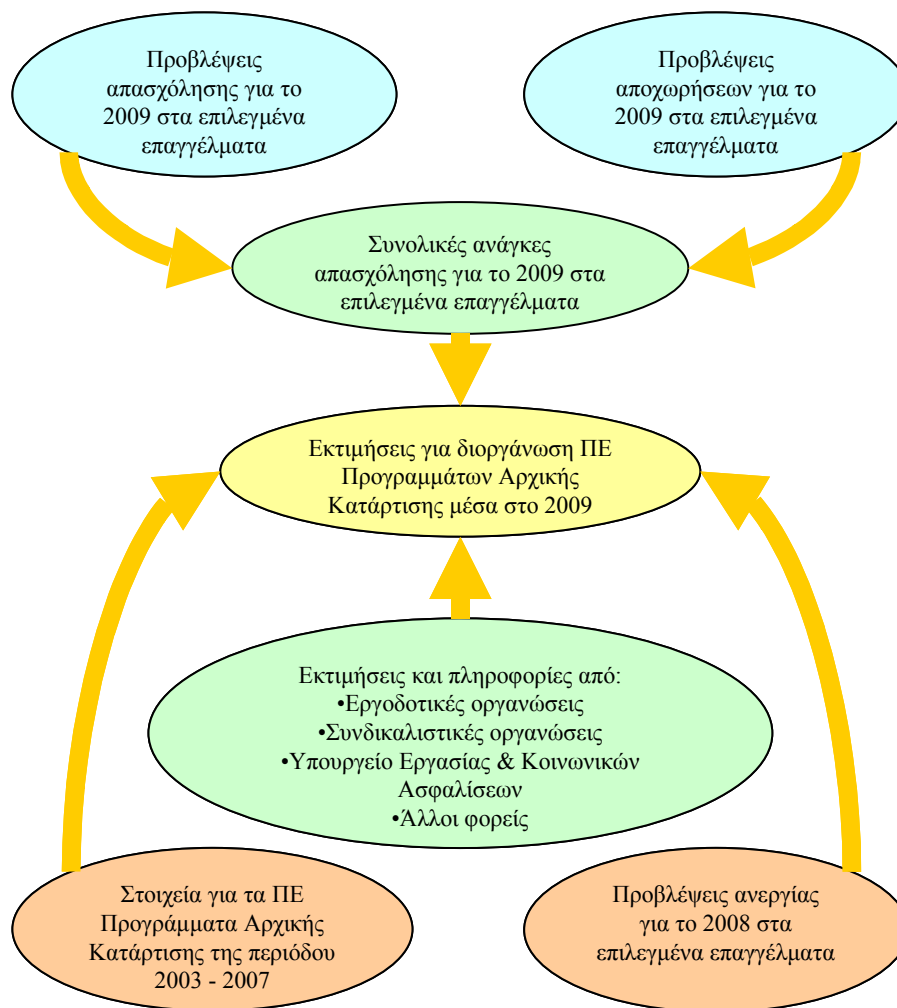 Προβλέψεις
απασχόλησης για το
2009 στα επιλεγμένα
επαγγέλματα
Προβλέψεις
αποχωρήσεων για το
2009 στα επιλεγμένα
επαγγέλματα
Συνολικές ανάγκες
απασχόλησης για το 2009 στα
επιλεγμένα επαγγέλματα
Εκτιμήσεις για διοργάνωση ΠΕ
Προγραμμάτων Αρχικής
Κατάρτισης μέσα στο 2009
Εκτιμήσεις και πληροφορίες από:
•Εργοδοτικές οργανώσεις
•Συνδικαλιστικές οργανώσεις
•Υπουργείο Εργασίας & Κοινωνικών
Ασφαλίσεων
•Άλλοι φορείς
Στοιχεία για τα ΠΕ
Προγράμματα Αρχικής
Κατάρτισης της περιόδου
2003 - 2007
Προβλέψεις ανεργίας
για το 2008 στα
επιλεγμένα επαγγέλματα